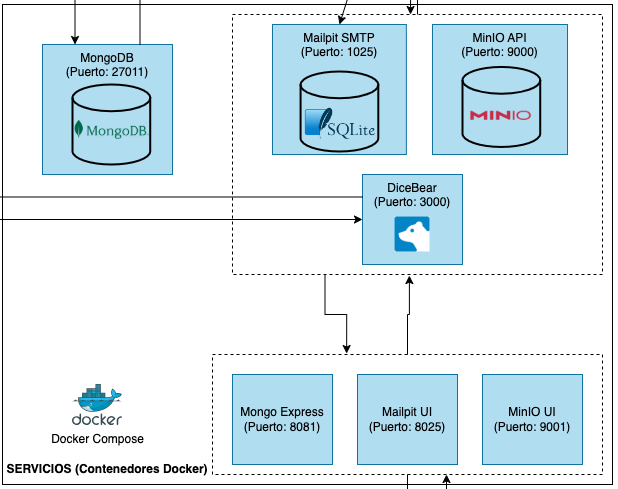 MongoDB
(Puerto: 27011)
MongoDB.
Mailpit SMTP
(Puerto: 1025)
SQLite
MinIO API
(Puerto: 9000)
MINIO
DiceBear
(Puerto: 3000)
Mongo Express
(Puerto: 8081)
Mailpit UI
(Puerto: 8025)
MinIO UI
(Puerto: 9001)
docker
Docker Compose
SERVICIOS (Contenedores Docker)